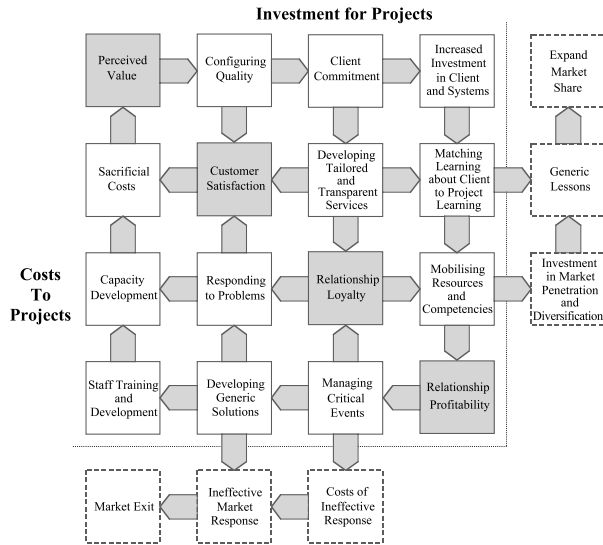 Investment for Projects
Perceived
Value
Configuring
Quality
Client
Commitment
Increased
Investment
in Client
and Systems
Expand
Market
Share
Sacrificial
Costs
Customer
Satisfaction
Developing
Tailored
and
Transparent
Services
Matching
Learning
about Client
to Project
Learning
Generic
Lessons
Costs
To
Projects
Capacity
Development
Responding
to Problems
Relationship
Loyalty
Mobilising
Resources
and
Competencies
Investment
in Market
Penetration
and
Diversification
Staff Training
and
Development
Developing
Generic
Solutions
Managing
Critical
Events
Relationship
Profitability
Market Exit
Ineffective
Market
Response
Costs of
Ineffective
Response